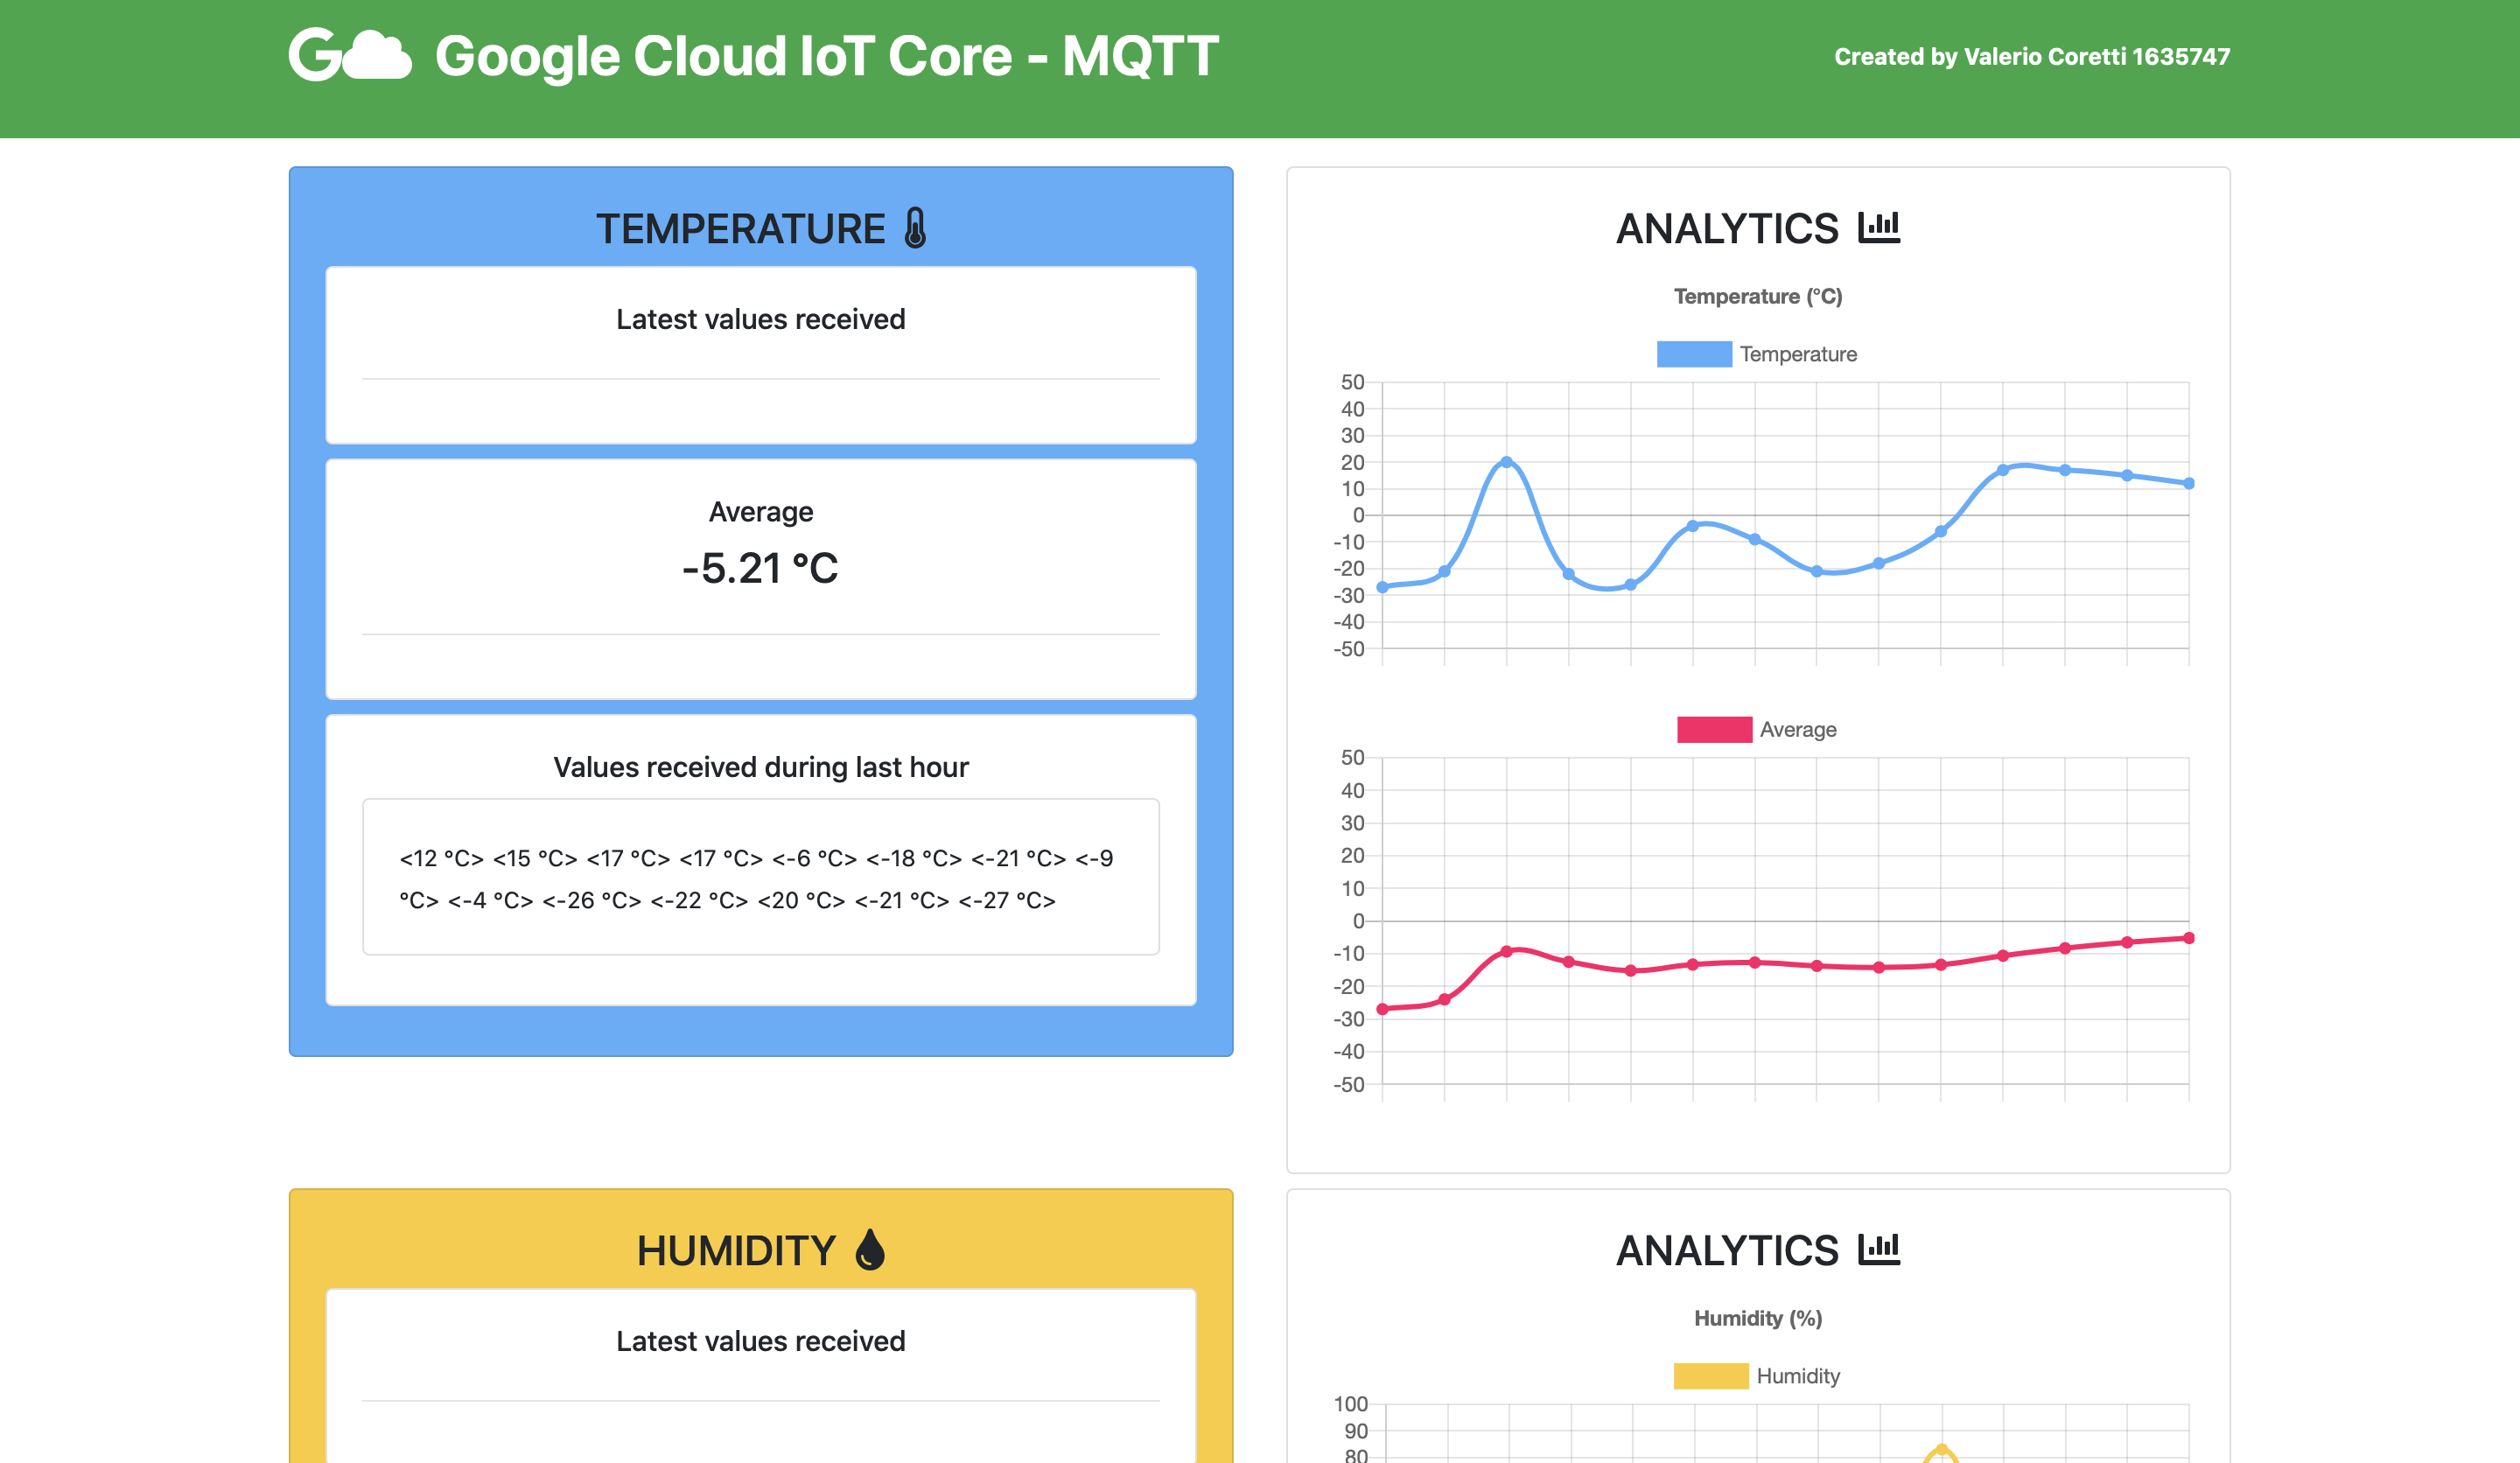 Google Cloud IoT Core - MQTT
Created by Valerio Coretti 1635747
TEMPERATURE
Latest values received
Average
-5.21 °C
Values received during last hour
<12 °C> <15 °C> <17 °C> <17 °C> <-6 °C> <-18 °C> <-21 °C> <-9
°C> <-4 °C> <-26 °C> <-22 °C> <20 °C> <-21 °C> <-27 °C>
ANALYTICS
Temperature (°C)
Temperature
50
40
30
20
10
0
-10
-20
-30
-40
-50
Average
50
40
30
20
10
0
-10
-20
-30
-40
-50
HUMIDITY
Latest values received
ANALYTICS
Humidity (%)
Humidity
100
90
80